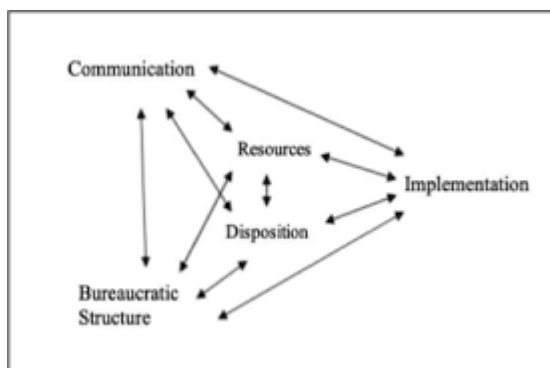 Communication
Resources
Implementation
Disposition
Bureaucratic
Structure